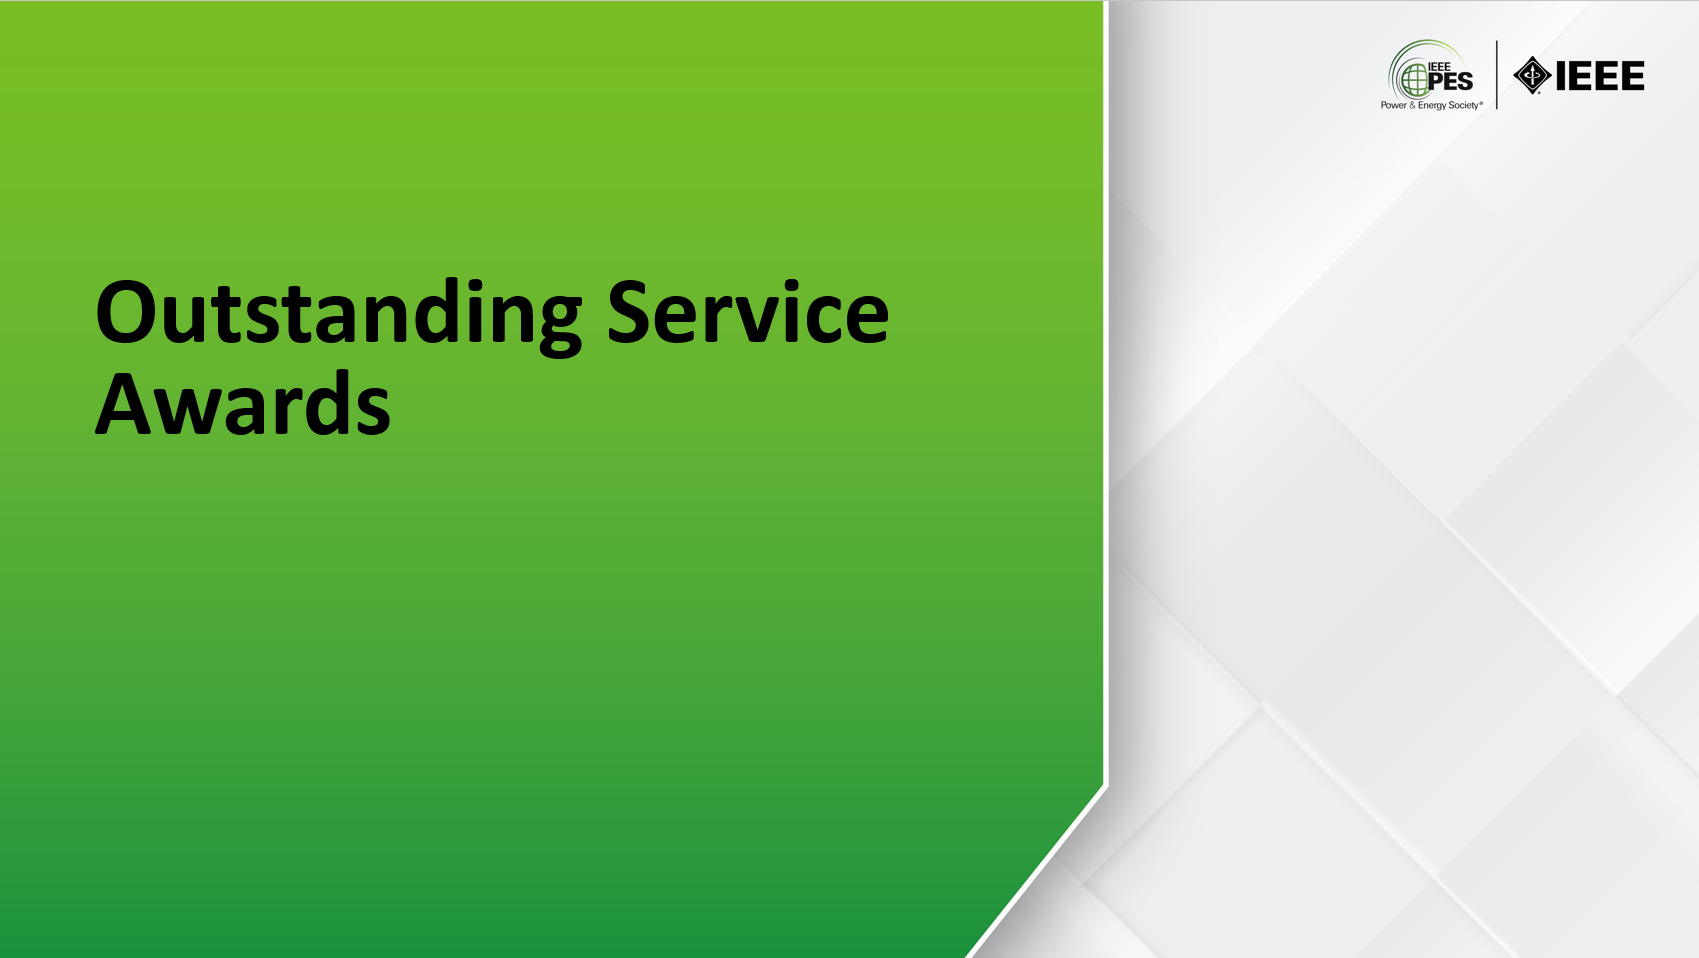 IEEE
PES
Power & Energy Society®
IEEE
Outstanding Service
Awards